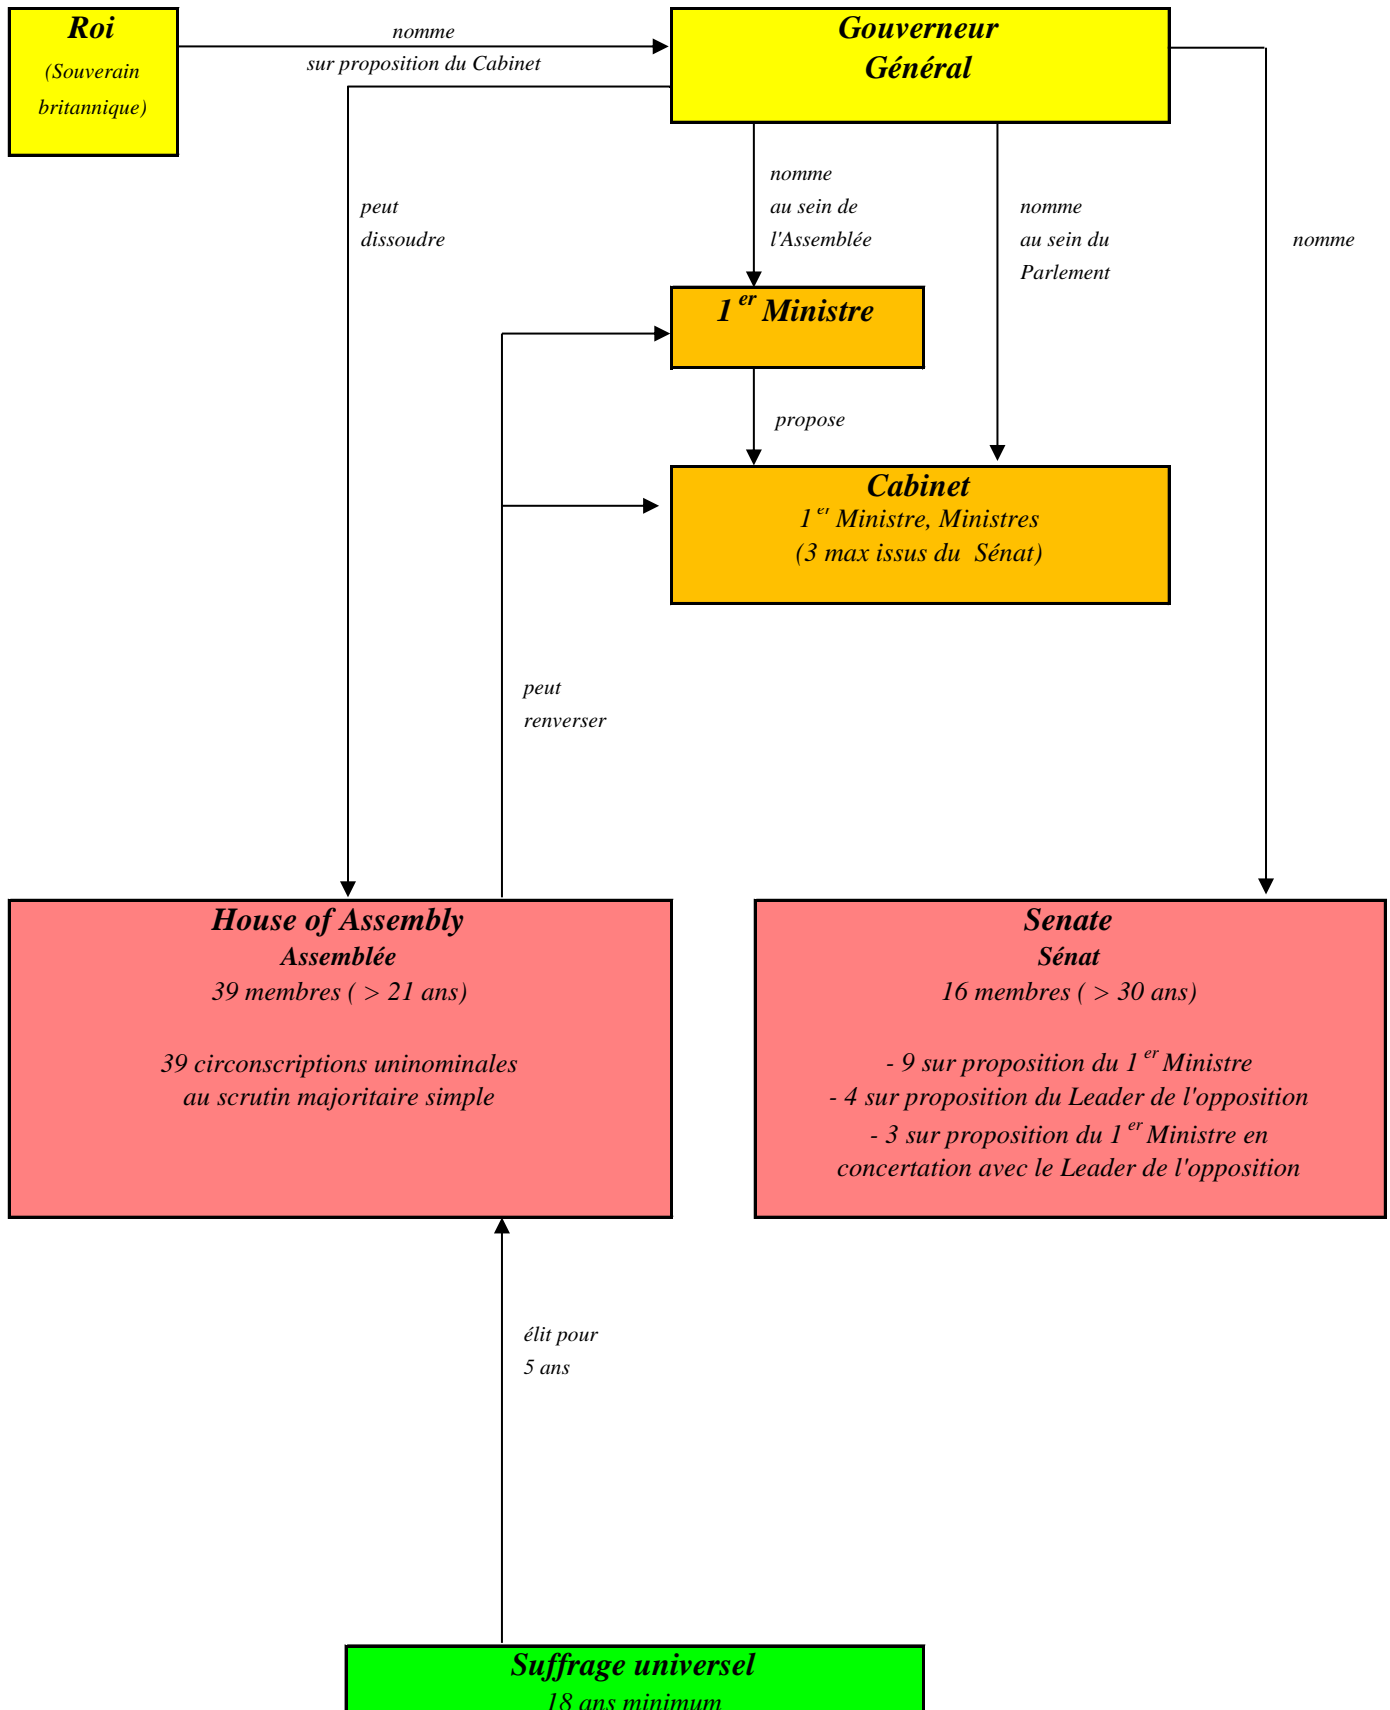 Roi
(Souverain
britannique)
nomme
sur proposition du Cabinet
Gouverneur
Général
peut
dissoudre
nomme
au sein de
l'Assemblée
nomme
au sein du
Parlement
nomme
1 er Ministre
propose
Cabinet
1 er Ministre, Ministres
(3 max issus du Sénat)
peut
renverser
House of Assembly
Assemblée
39 membres ( > 21 ans)
39 circonscriptions uninominales
au scrutin majoritaire simple
Senate
Sénat
16 membres ( > 30 ans)
- 9 sur proposition du 1 er Ministre
- 4 sur proposition du Leader de l'opposition
- 3 sur proposition du 1 er Ministre en
concertation avec le Leader de l'opposition
élit pour
5 ans
Suffrage universel
18 ans minimum